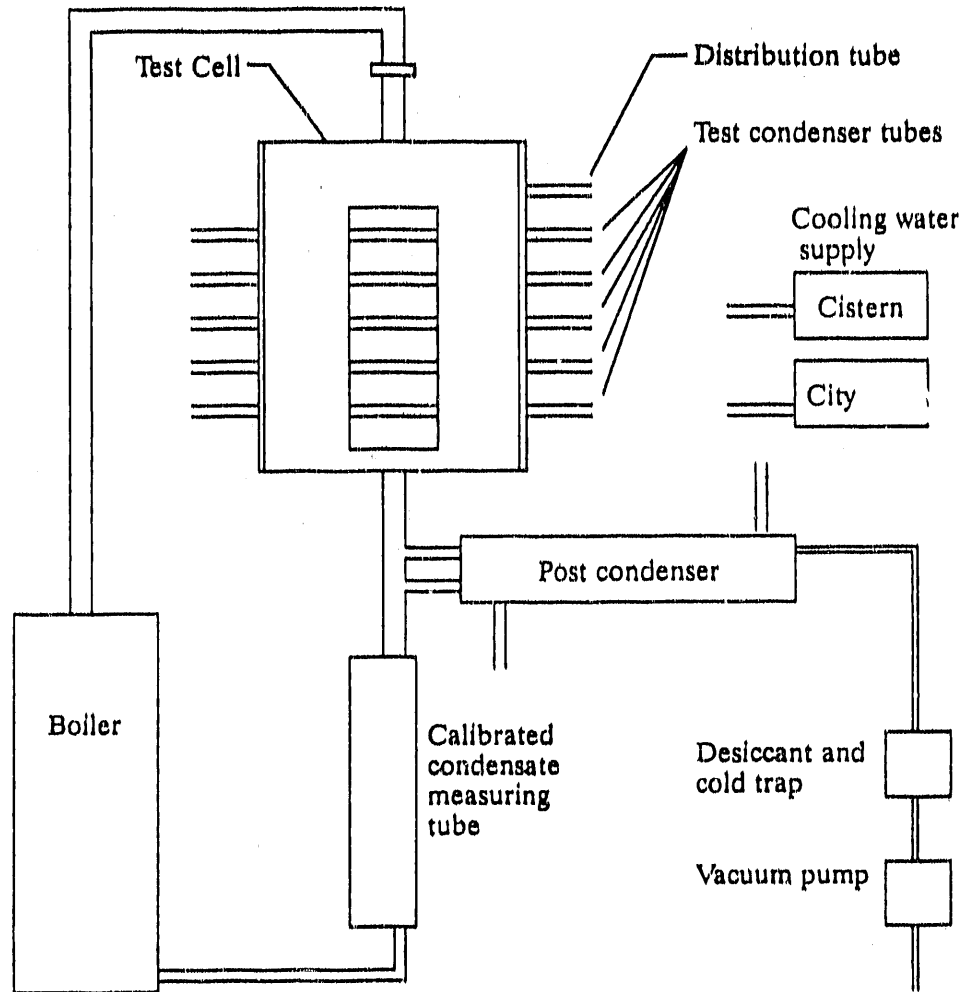 Test Cell
Distribution tube
Test condenser tubes
Cooling water
supply
Cistern
City
Post condenser
Boiler
Calibrated
condensate
measuring
tube
Desiccant and
cold trap
Vacuum pump